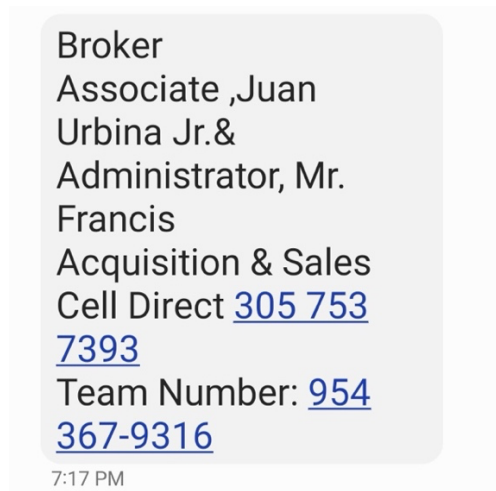 Broker
Associate ,Juan
Urbina Jr.&
Administrator, Mr.
Francis
Acquisition & Sales
Cell Direct 305 753
7393
Team Number: 954
367-9316
7:17 PM